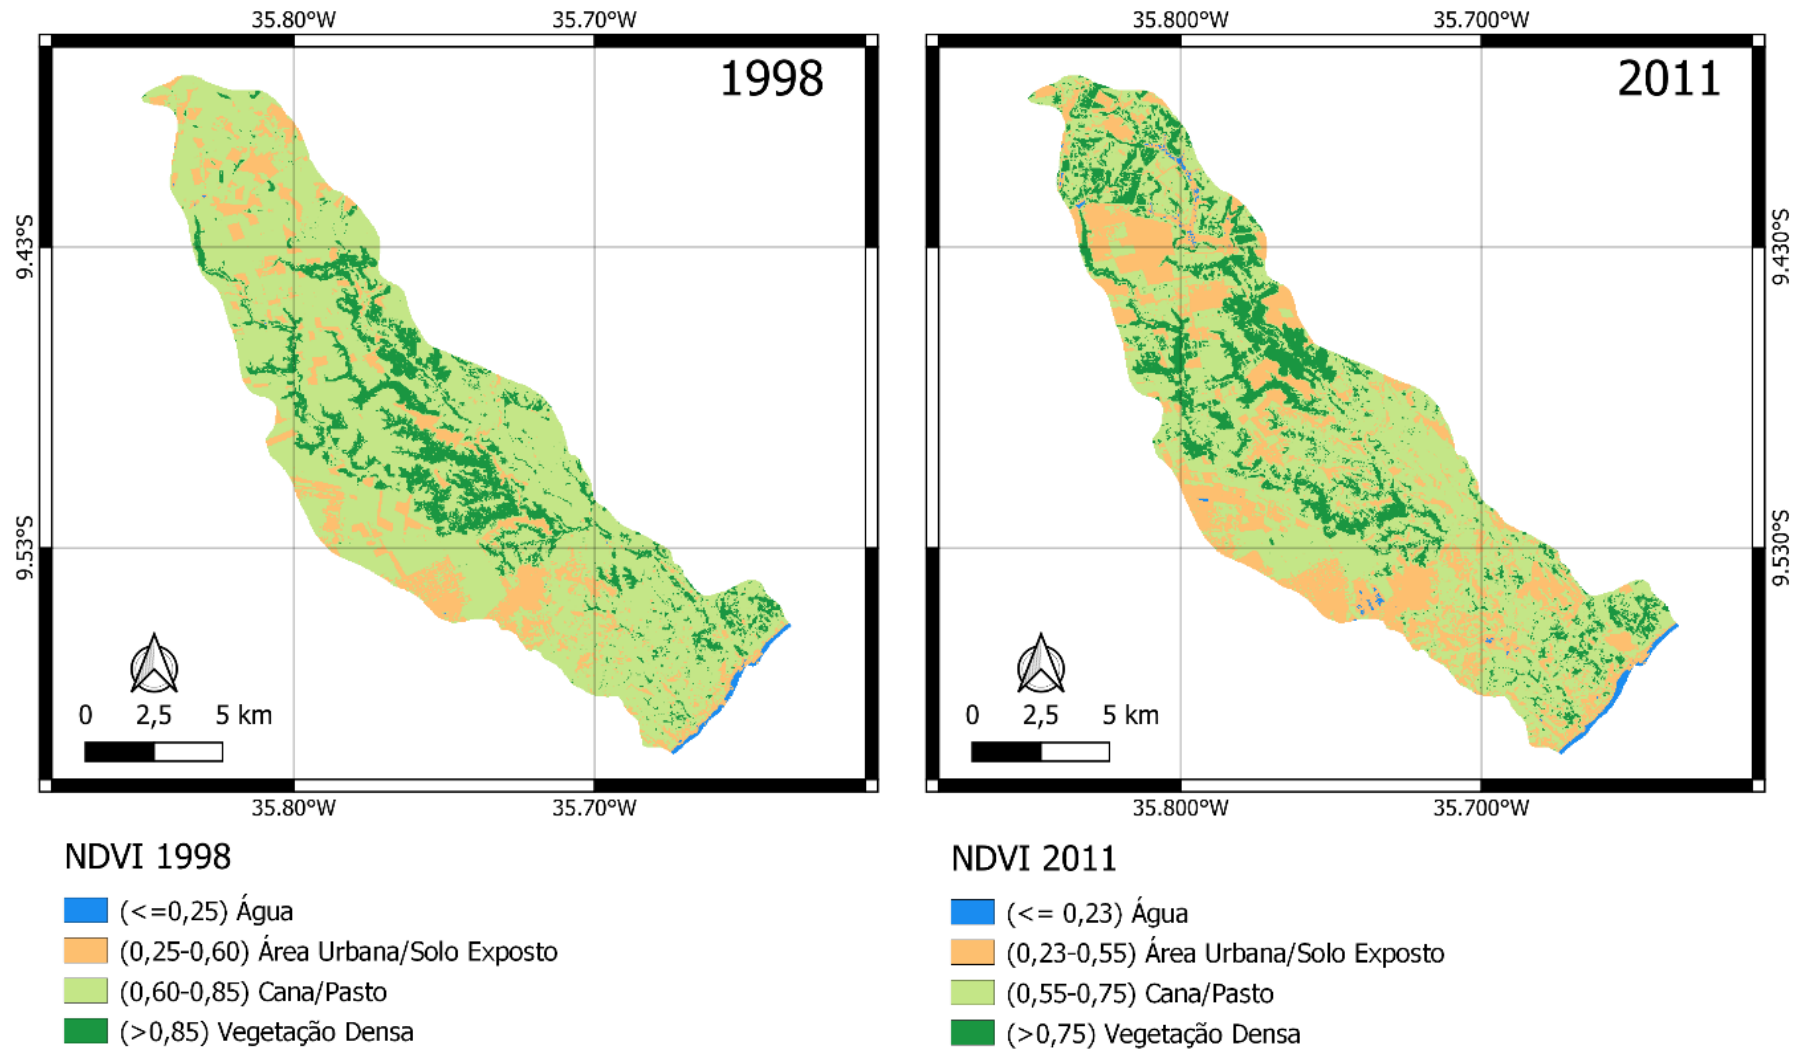 35.80°W 35.70°W
1998
9.43°S
9.53°S
0 2,5 5 km
35.80°W 35.70°W
NDVI 1998
(<=0,25) Água
(0,25-0,60) Área Urbana/Solo Exposto
(0,60-0,85) Cana/Pasto
(>0,85) Vegetação Densa
35.800°W 35.700°W
2011
9.430°S
9.530°S
0 2,5 5 km
35.800°W 35.700°W
NDVI 2011
(<= 0,23) Água
(0,23-0,55) Área Urbana/Solo Exposto
(0,55-0,75) Cana/Pasto
(>0,75) Vegetação Densa